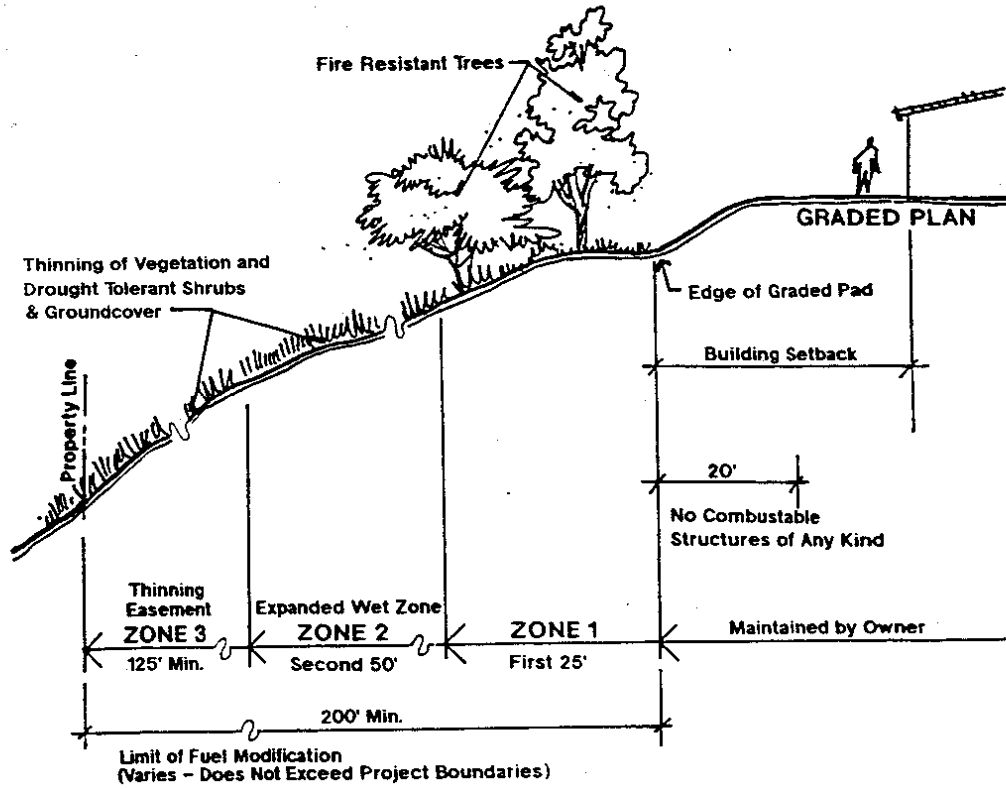 Fire Resistant Trees
GRADED PLAN
Thinning of Vegetation and
Drought Tolerant Shrubs
& Groundcover
Edge of Graded Pad
Building Setback
Property Line
20'
No Combustable
Structures of Any Kind
Thinning
Easement
ZONE 3
125' Min.
Expanded Wet Zone
ZONE 2
Second 50'
ZONE 1
First 25'
Maintained by Owner
200' Min.
Limit of Fuel Modification
(Varies - Does Not Exceed Project Boundaries)